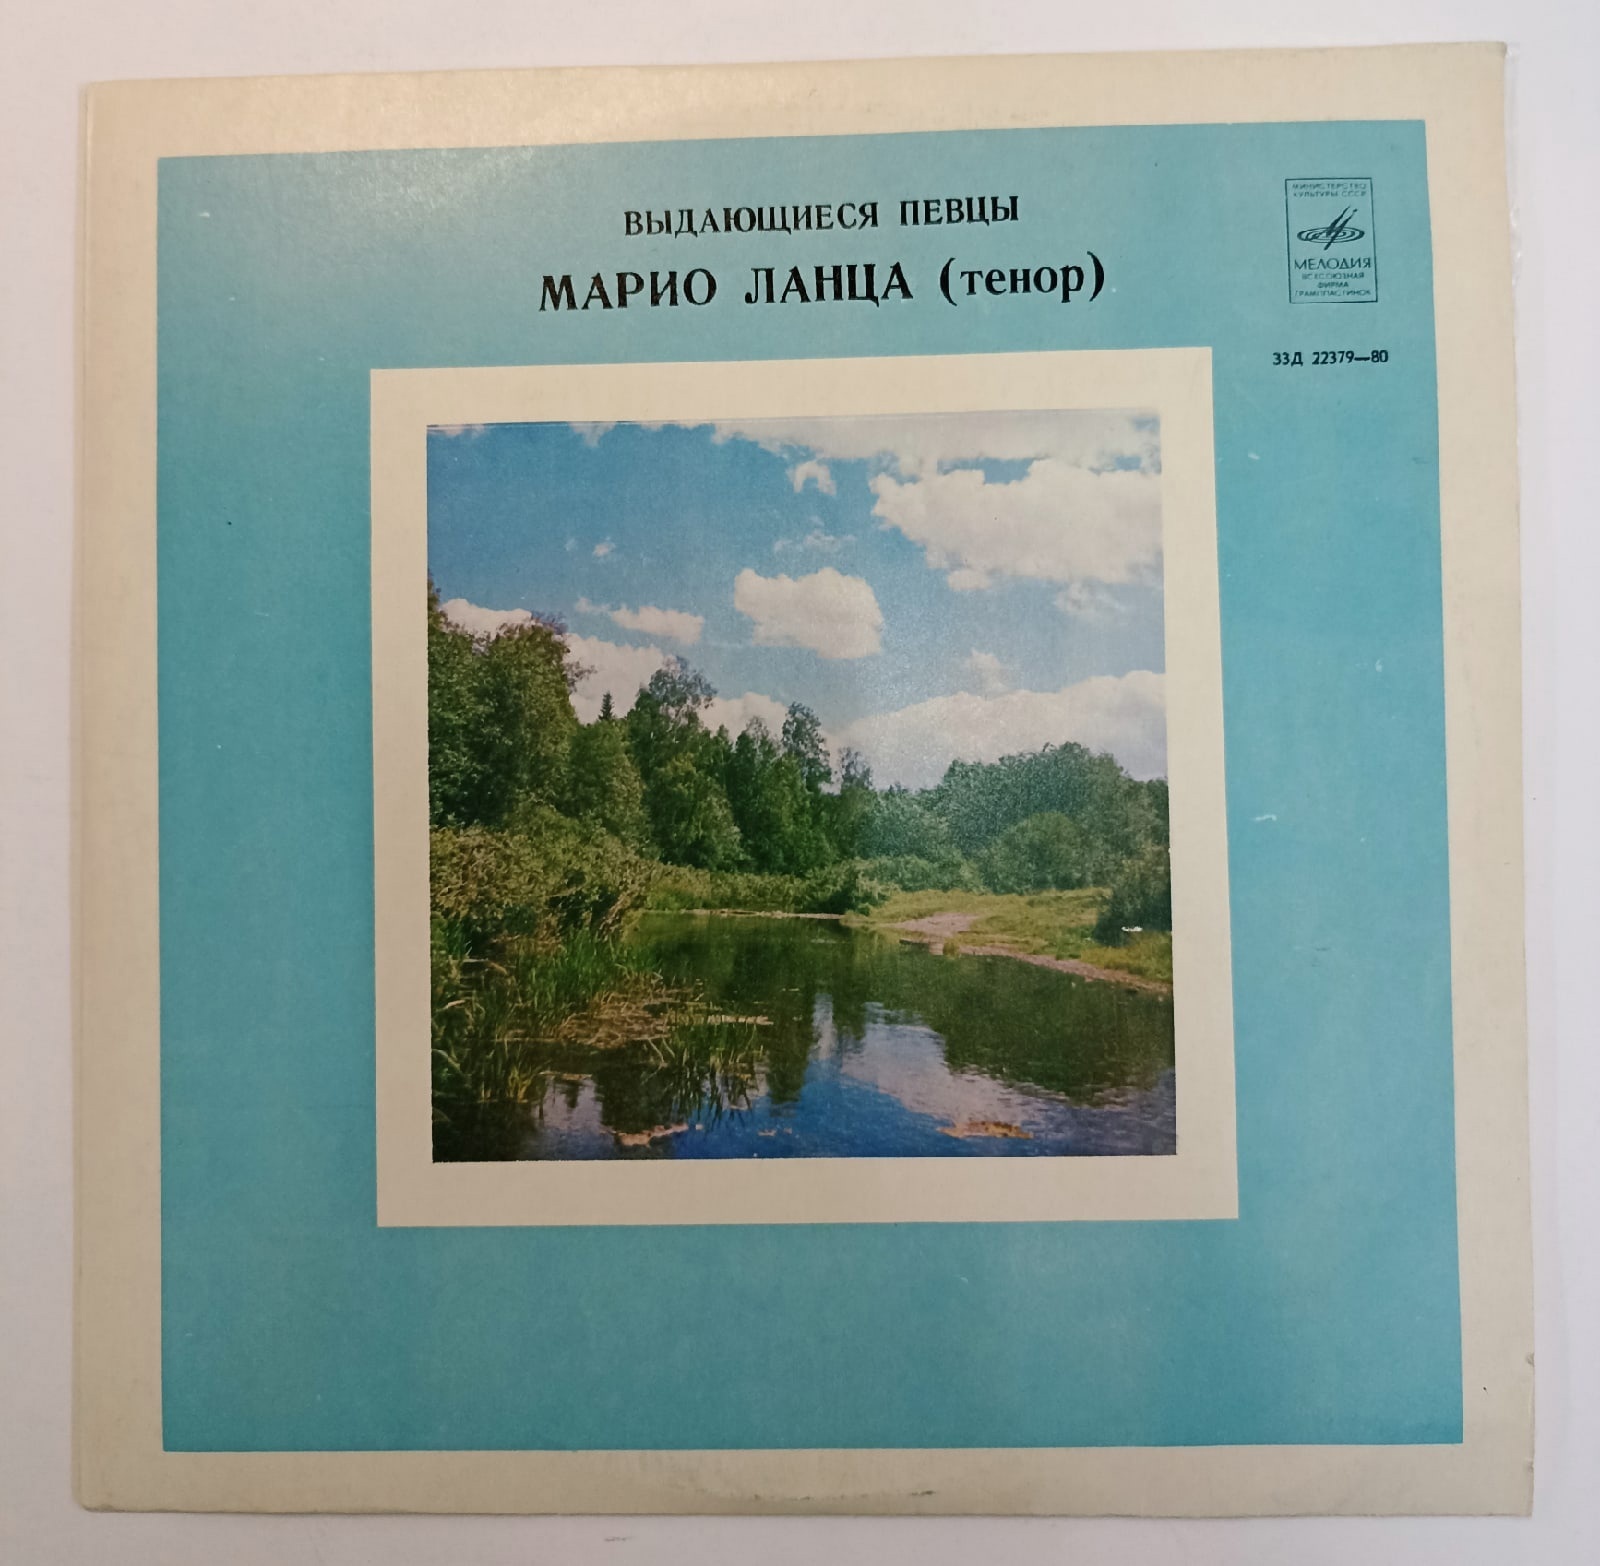 ВЫДАЮЩИЕСЯ ПЕВЦЫ
МАРИО ЛАНЦА (тенор)
МИНИСТЕРСТВО
КУЛЬТУРЫ СССР
МЕЛОДИЯ
ВСЕСОЮЗНАЯ
ФИРМА
ГРАМПЛАСТИНОК
33Д 22379—80